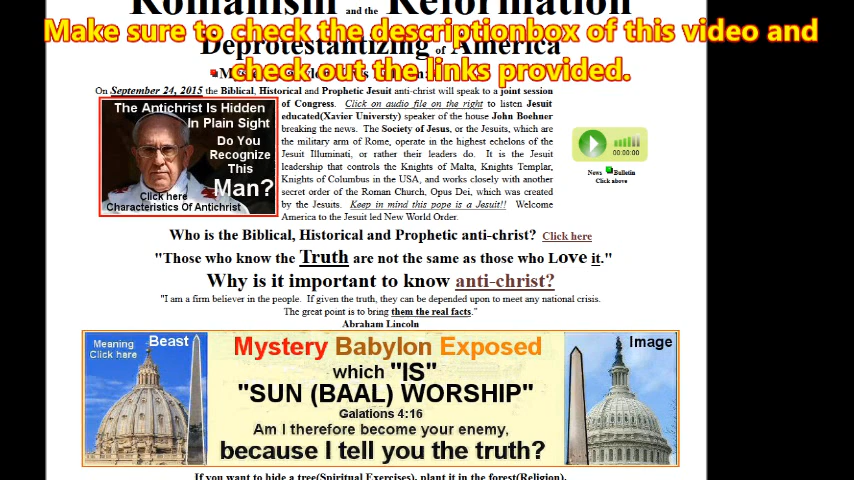 Romanism and the Reformation
Make sure to check the descriptionbox of this video and
Deprotestantizing of America
check out the links provided.
On September 24, 2015 the Biblical, Historical and Prophetic Jesuit anti-christ will speak to a joint session
of Congress. Click on audio file on the right to listen Jesuit
educated(Xavier Universty) speaker of the house John Boehner
breaking the news. The Society of Jesus, or the Jesuits, which are
the military arm of Rome, operate in the highest echelons of the
Jesuit Illuminati, or rather their leaders do. It is the Jesuit
leadership that controls the Knights of Malta, Knights Templar,
Knights of Columbus in the USA, and works closely with another
secret order of the Roman Church, Opus Dei, which was created
by the Jesuits. Keep in mind this pope is a Jesuit!! Welcome
America to the Jesuit led New World Order.
The Antichrist Is Hidden
In Plain Sight
Do You
Recognize
This
Man?
Click here
Characteristics Of Antichrist
00:00:00
News Bulletin
Click above
Who is the Biblical, Historical and Prophetic anti-christ? Click here
"Those who know the Truth are not the same as those who Love it."
Why is it important to know anti-christ?
"I am a firm believer in the people. If given the truth, they can be depended upon to meet any national crisis.
The great point is to bring them the real facts."
Abraham Lincoln
Meaning
Click here
Beast
Mystery Babylon Exposed
which "IS"
"SUN (BAAL) WORSHIP"
Galations 4:16
Am I therefore become your enemy,
because I tell you the truth?
Image
If you want to hide a tree(Spiritual Exercises), plant it in the forest(Religion).